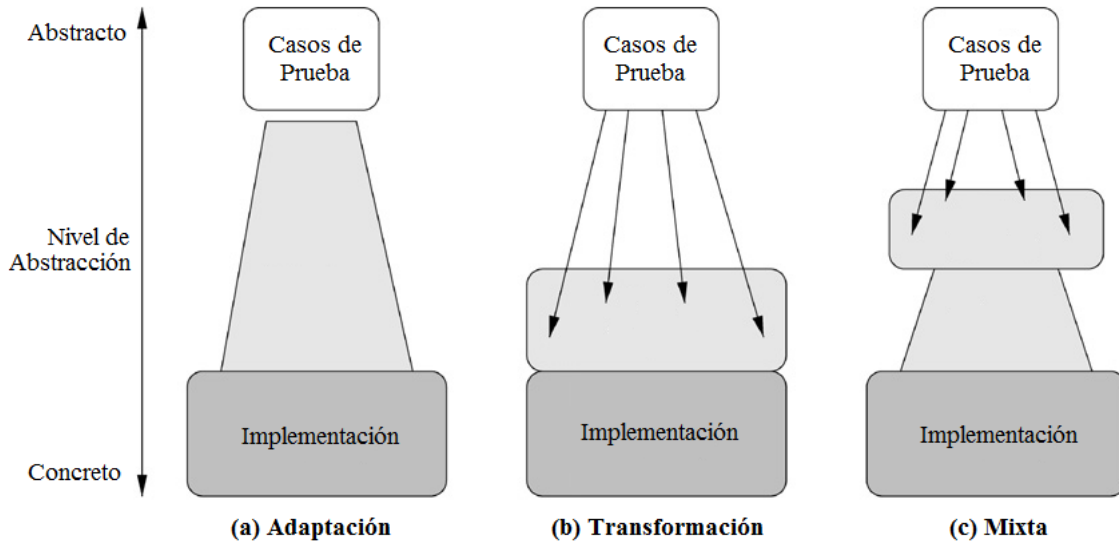 Abstracto
Nivel de
Abstracción
Concreto
Casos de
Prueba
Implementación
(a) Adaptación
Casos de
Prueba
Implementación
(b) Transformación
Casos de
Prueba
Implementación
(c) Mixta